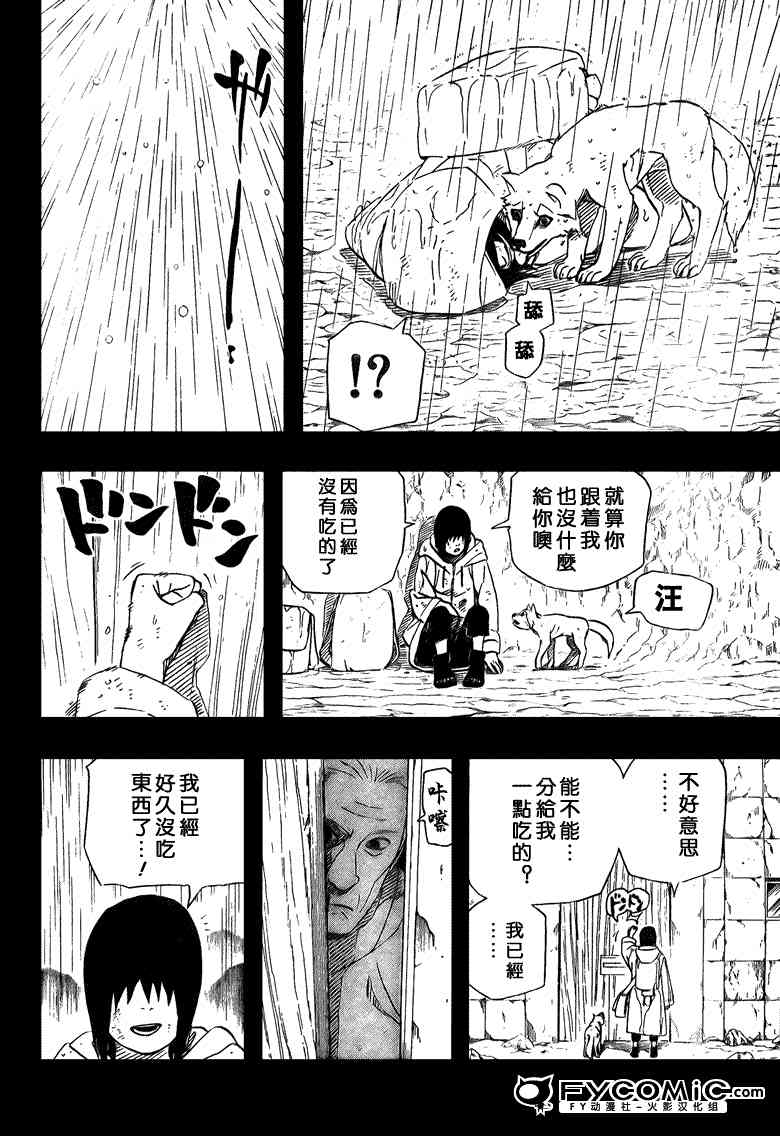 舔
舔
!?
ザ―…
就算你
跟着我
也沒什麼
給你噢
汪
因爲已經
沒有吃的了
ドンドン
不好意思
……
能不能…
分給我
一點吃的？
我已經
……
ドンドン
咔嚓
我已經
好久沒吃
東西了…!
FYCOMIC.com
FY动漫社-火影汉化组